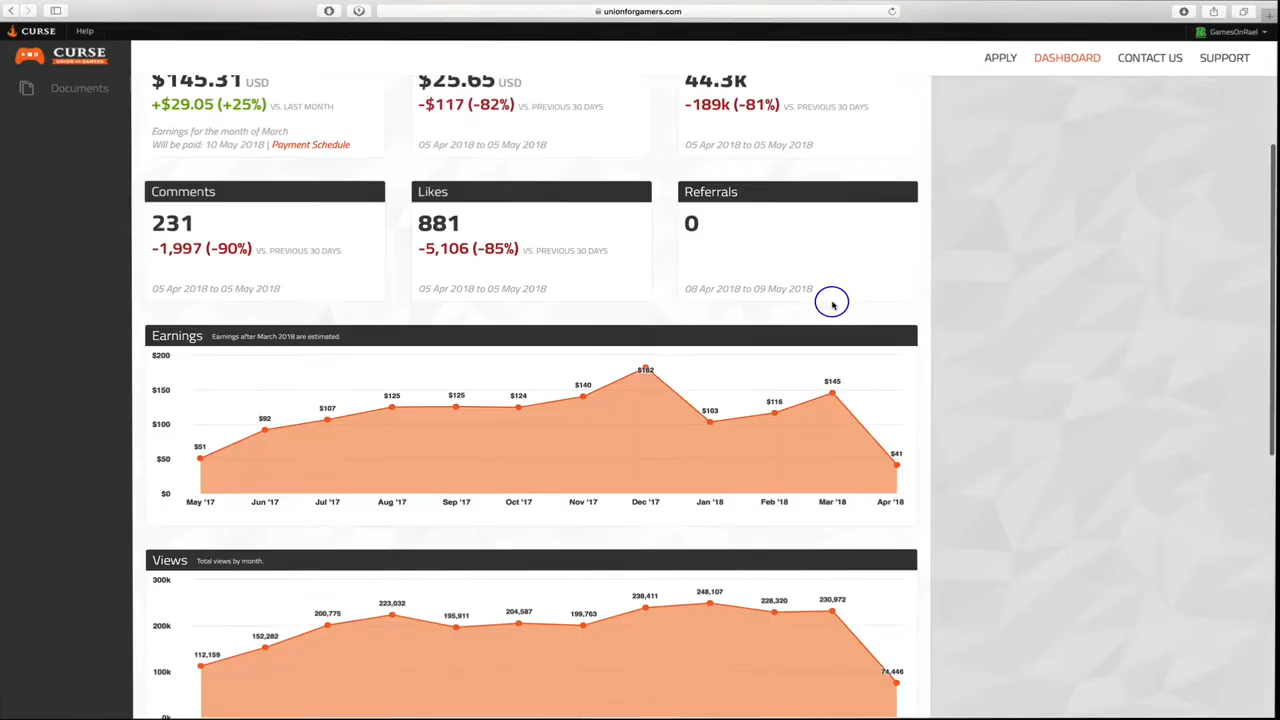 unionforgamers.com
CURSE Help GamesOnRael
CURSE
UNION FOR GAMERS
APPLY DASHBOARD CONTACT US SUPPORT
Documents
$145.31 USD
+$29.05 (+25%) VS. LAST MONTH
Earnings for the month of March
Will be paid: 10 May 2018 | Payment Schedule
$25.65 USD
-$117 (-82%) VS. PREVIOUS 30 DAYS
05 Apr 2018 to 05 May 2018
44.3k
-189k (-81%) VS. PREVIOUS 30 DAYS
05 Apr 2018 to 05 May 2018
Comments
231
-1,997 (-90%) VS. PREVIOUS 30 DAYS
05 Apr 2018 to 05 May 2018
Likes
881
-5,106 (-85%) VS. PREVIOUS 30 DAYS
05 Apr 2018 to 05 May 2018
Referrals
0
08 Apr 2018 to 09 May 2018
Earnings Earnings after March 2018 are estimated.
$200
$150
$100
$50
$0
$51 $92 $107 $125 $125 $124 $140 $182 $103 $116 $145 $41
May '17 Jun '17 Jul '17 Aug '17 Sep '17 Oct '17 Nov '17 Dec '17 Jan '18 Feb '18 Mar '18 Apr '18
Views Total views by month.
300k
200k
100k
0k
112,159 152,282 200,775 223,032 195,911 204,587 199,763 238,411 248,107 228,320 230,972 74,446